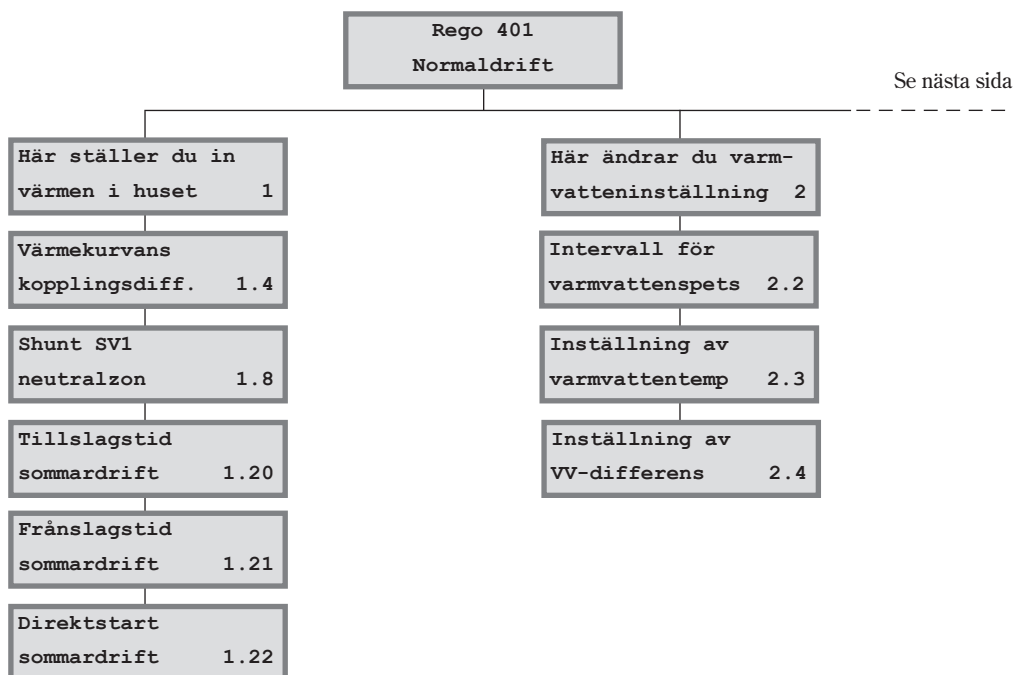 Rego 401
Normaldrift
Se nästa sida
Här ställer du in
värmen i huset 1
Värmekurvans
kopplingsdiff. 1.4
Shunt SV1
neutralzon 1.8
Tillslagstid
sommardrift 1.20
Frånslagstid
sommardrift 1.21
Direktstart
sommardrift 1.22
Här ändrar du varm-
vatteninställning 2
Intervall för
varmvattenspets 2.2
Inställning av
varmvattentemp 2.3
Inställning av
VV-differens 2.4